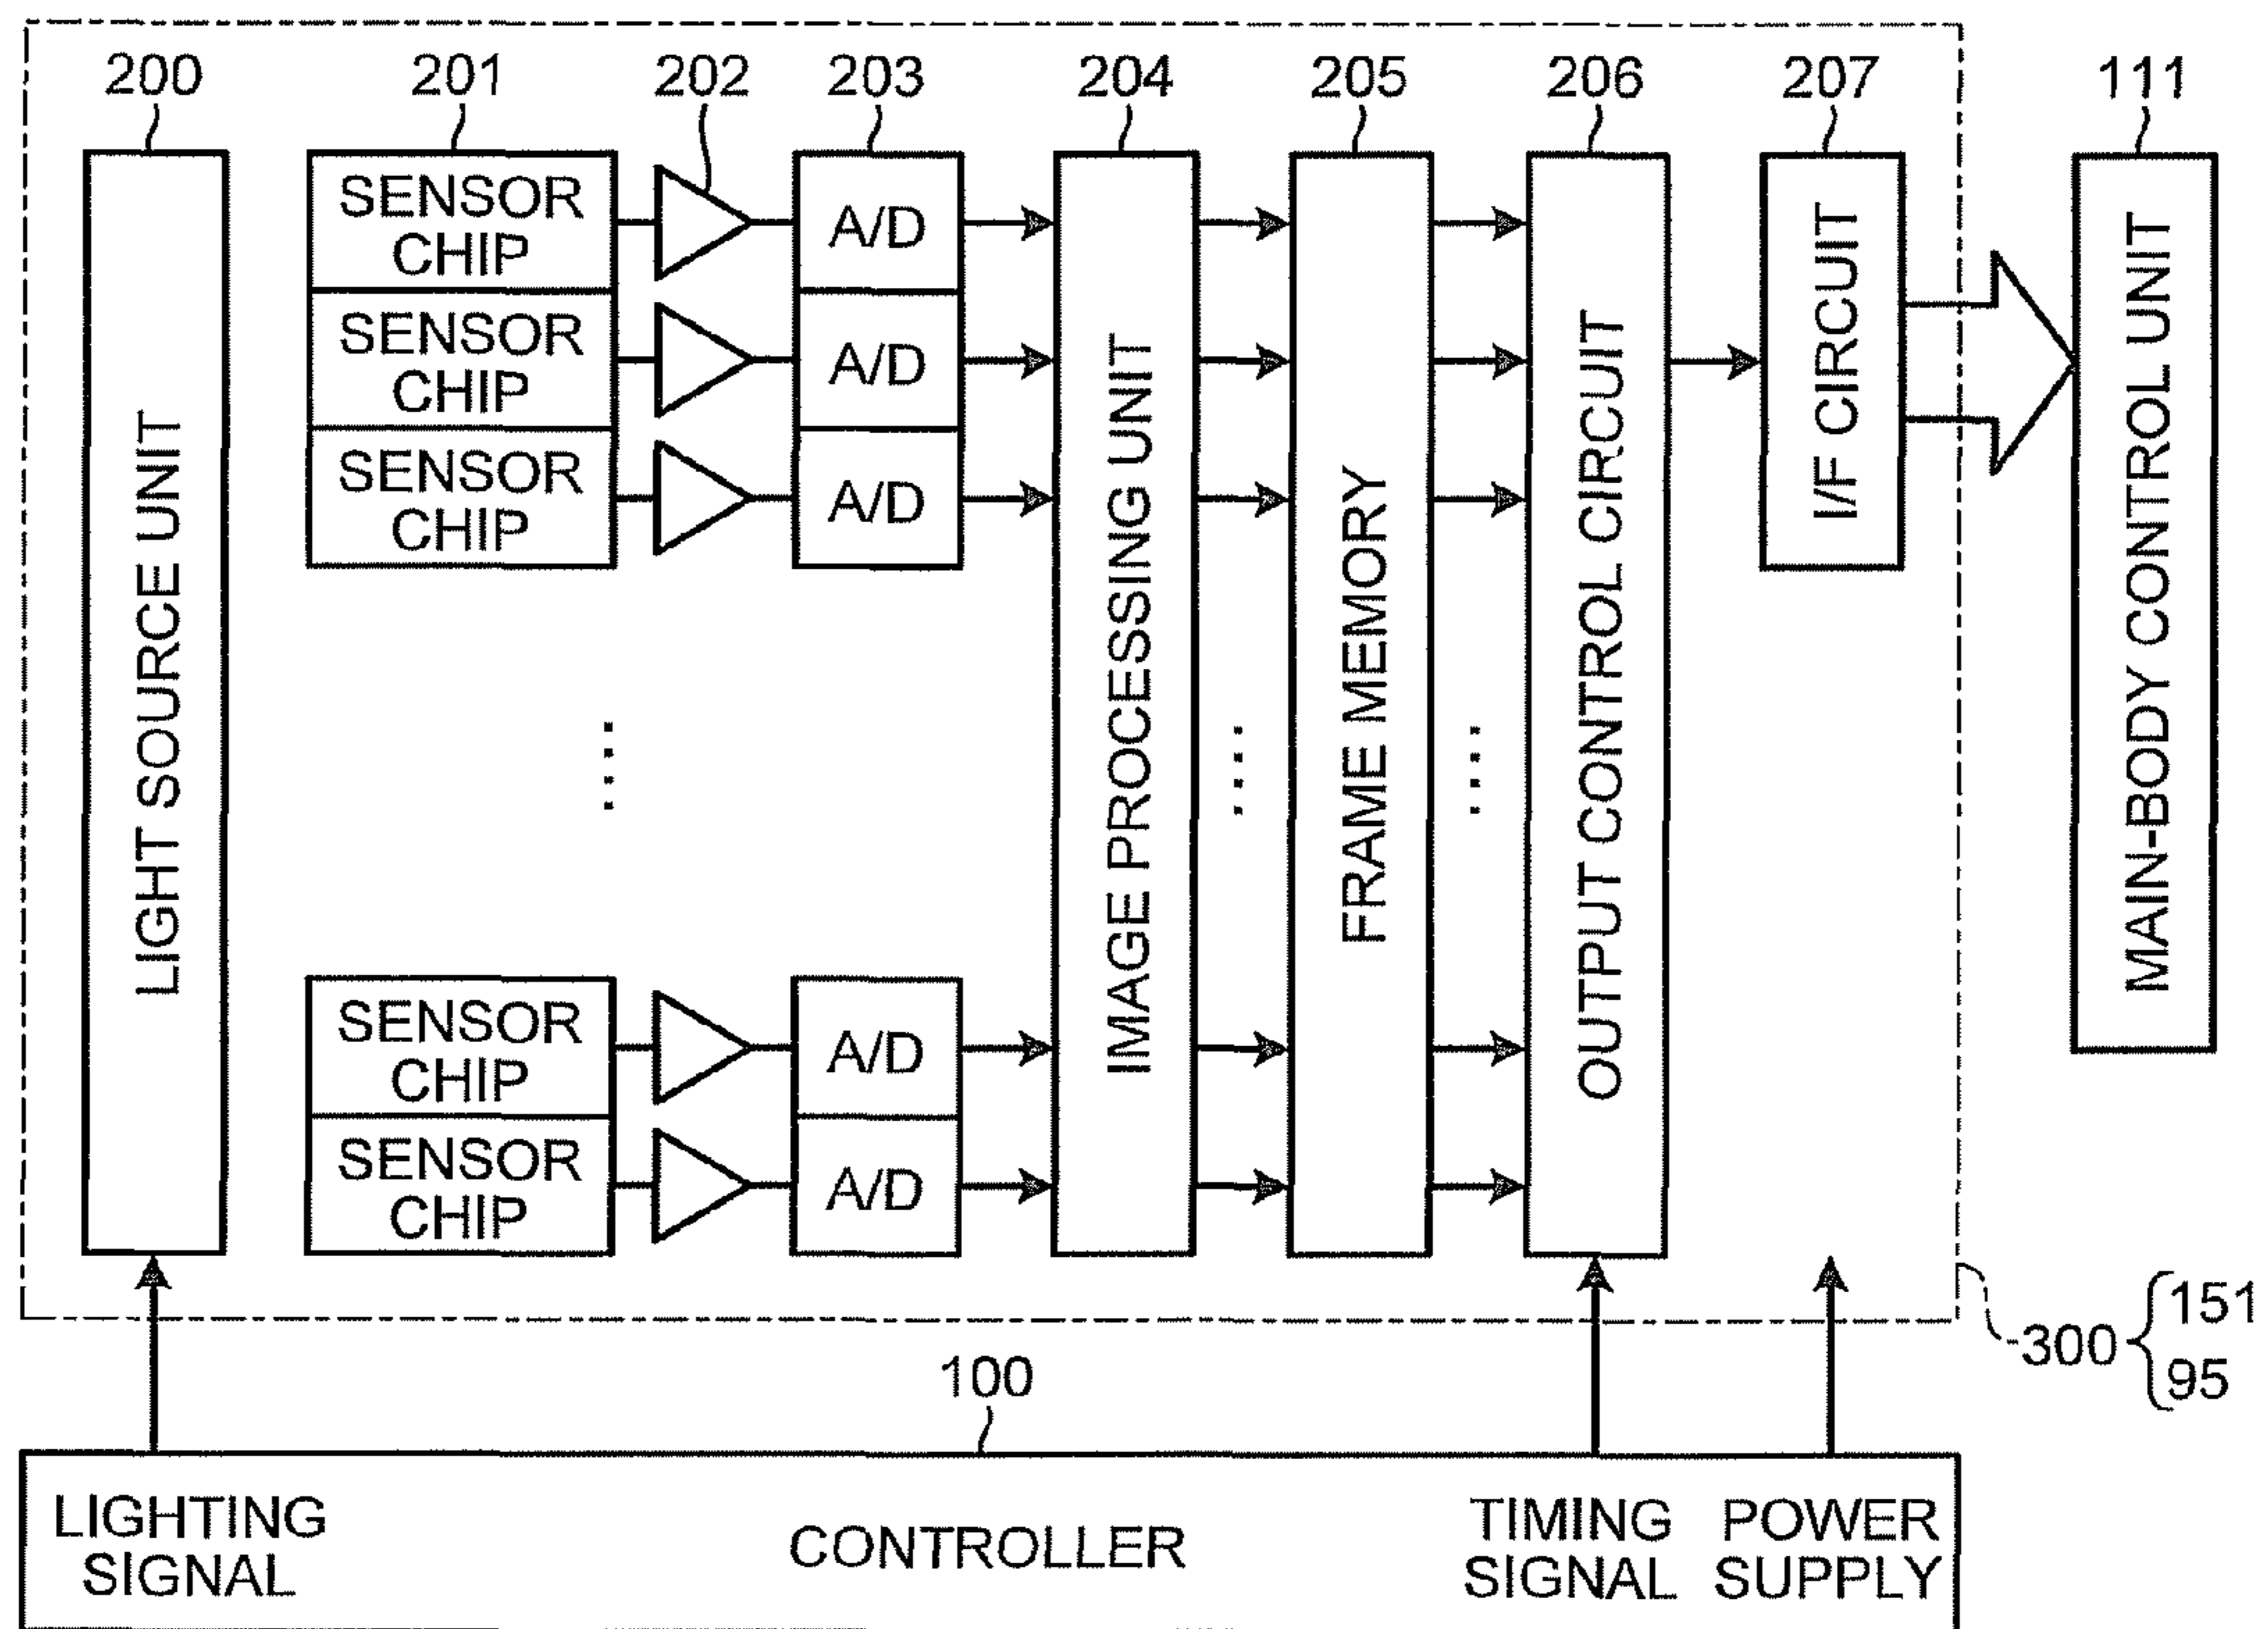 200
201
202
203
204
205
206
207
111
LIGHT SOURCE UNIT
SENSOR
CHIP
SENSOR
CHIP
SENSOR
CHIP
SENSOR
CHIP
SENSOR
CHIP
A/D
A/D
A/D
A/D
A/D
IMAGE PROCESSING UNIT
FRAME MEMORY
OUTPUT CONTROL CIRCUIT
I/F CIRCUIT
MAIN-BODY CONTROL UNIT
300
151
95
100
LIGHTING
SIGNAL
CONTROLLER
TIMING
SIGNAL
POWER
SUPPLY